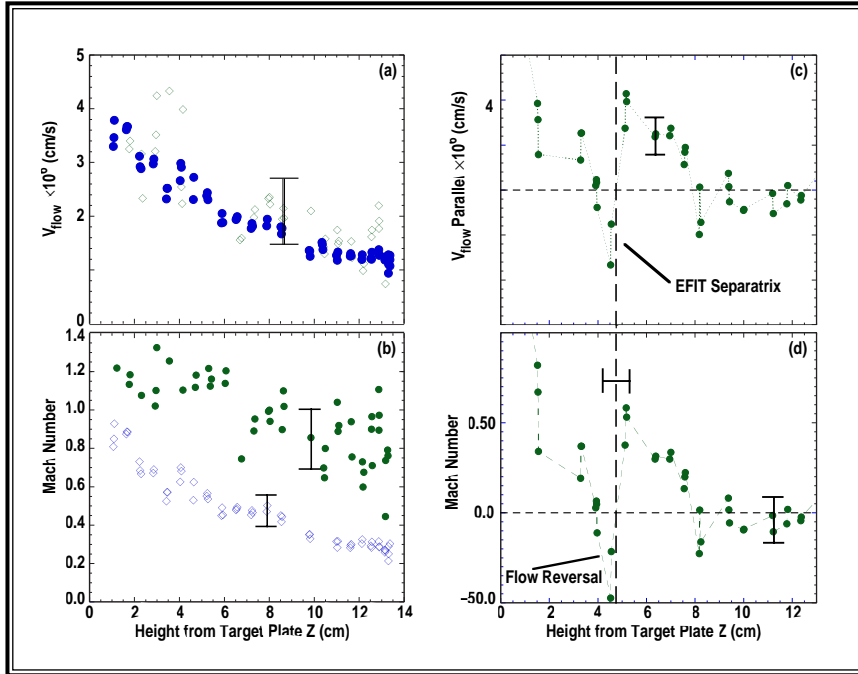 (a)
5
4
3
2
1
0
V_flow <10⁶ (cm/s)
(b)
1.4
1.2
1.0
0.8
0.6
0.4
0.2
0.0
Mach Number
0 2 4 6 8 10 12 14
Height from Target Plate Z (cm)
(c)
4
V_flow Parallel ×10⁶ (cm/s)
EFIT Separatrix
(d)
0.50
0.0
−50.0
Mach Number
Flow Reversal
0 2 4 6 8 10 12
Height from Target Plate Z (cm)